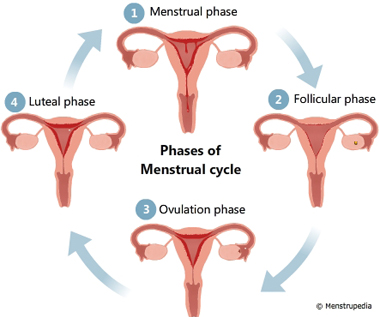 1 Menstrual phase
2 Follicular phase
Phases of
Menstrual cycle
3 Ovulation phase
4 Luteal phase
© Menstrupedia